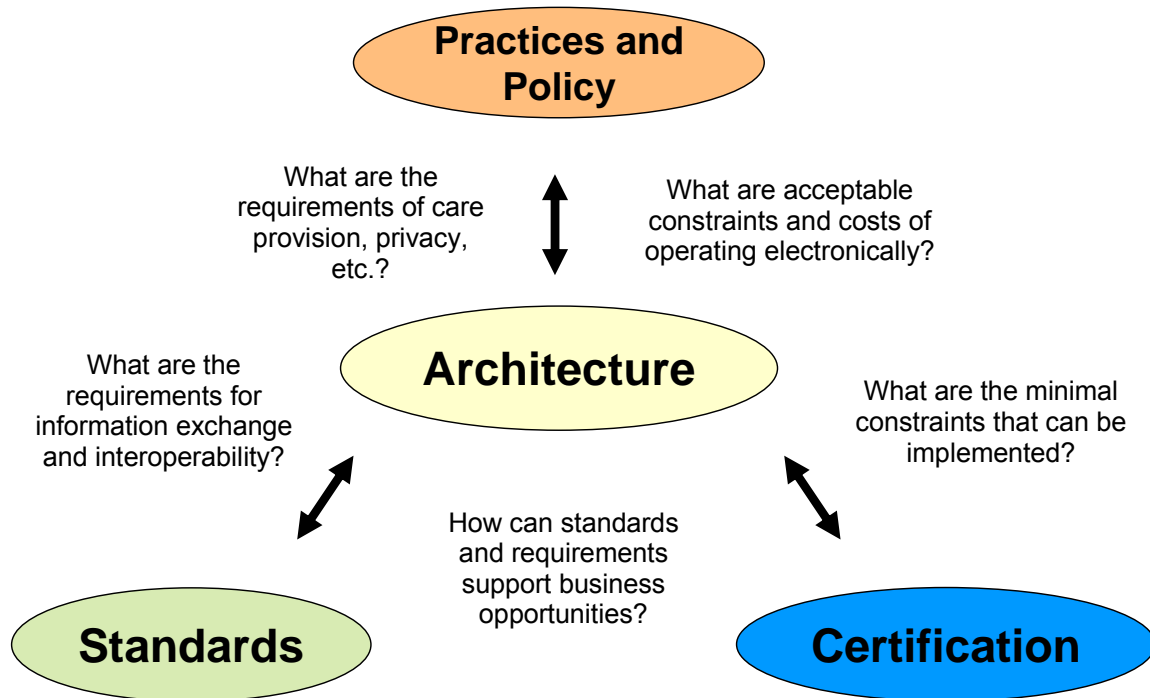 Practices and
Policy
What are the
requirements of care
provision, privacy,
etc.?
What are acceptable
constraints and costs of
operating electronically?
Architecture
What are the
requirements for
information exchange
and interoperability?
What are the minimal
constraints that can be
implemented?
How can standards
and requirements
support business
opportunities?
Standards
Certification